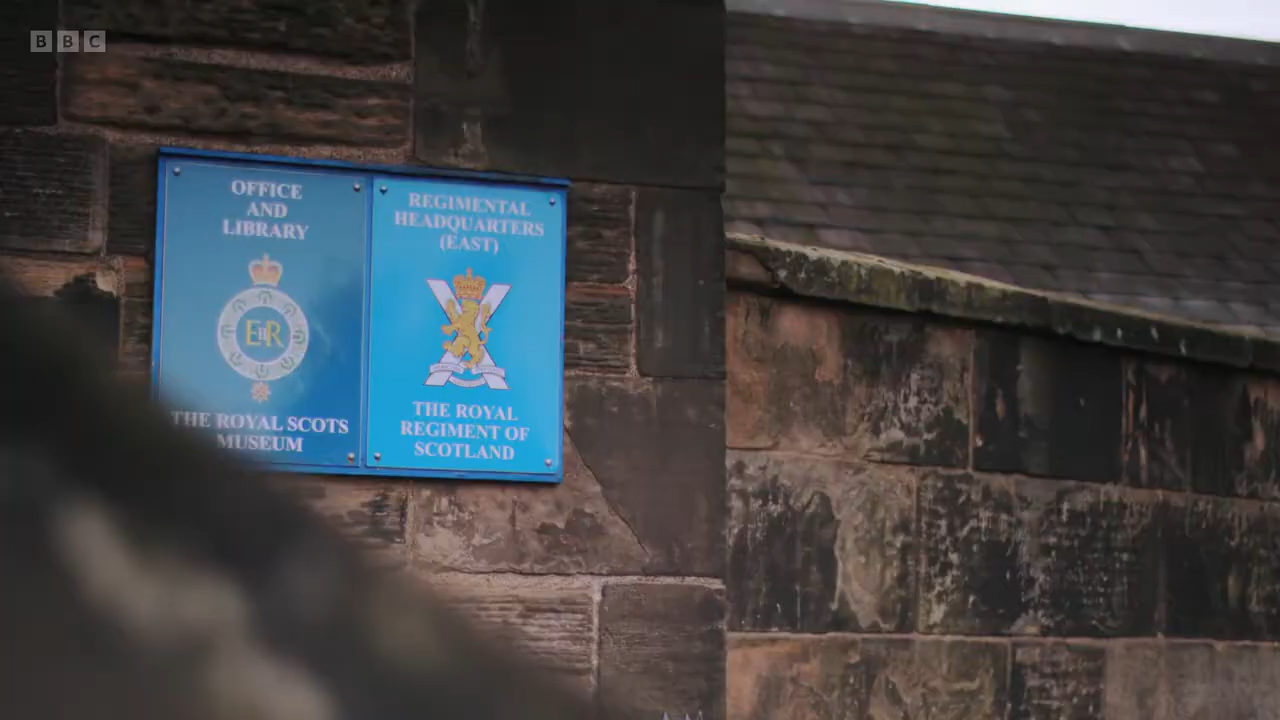 BBC
OFFICE
AND
LIBRARY
EIIR
THE ROYAL SCOTS
MUSEUM
REGIMENTAL
HEADQUARTERS
(EAST)
THE ROYAL
REGIMENT OF
SCOTLAND